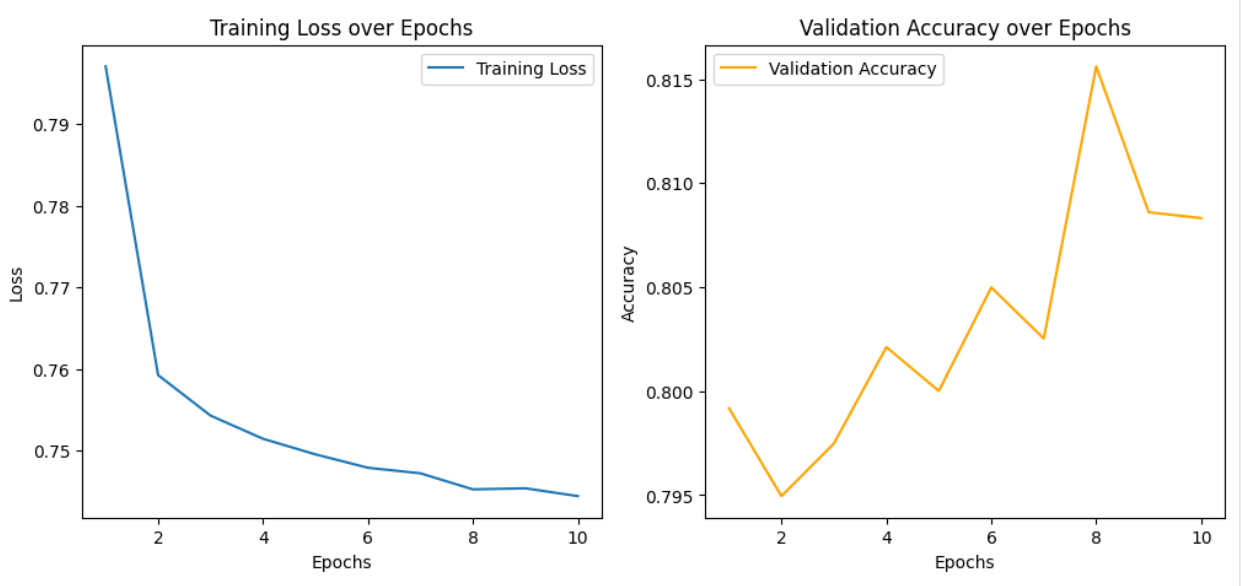 Training Loss over Epochs
Training Loss
0.79
0.78
0.77
0.76
0.75
Loss
2 4 6 8 10
Epochs
Validation Accuracy over Epochs
Validation Accuracy
0.815
0.810
0.805
0.800
0.795
Accuracy
2 4 6 8 10
Epochs